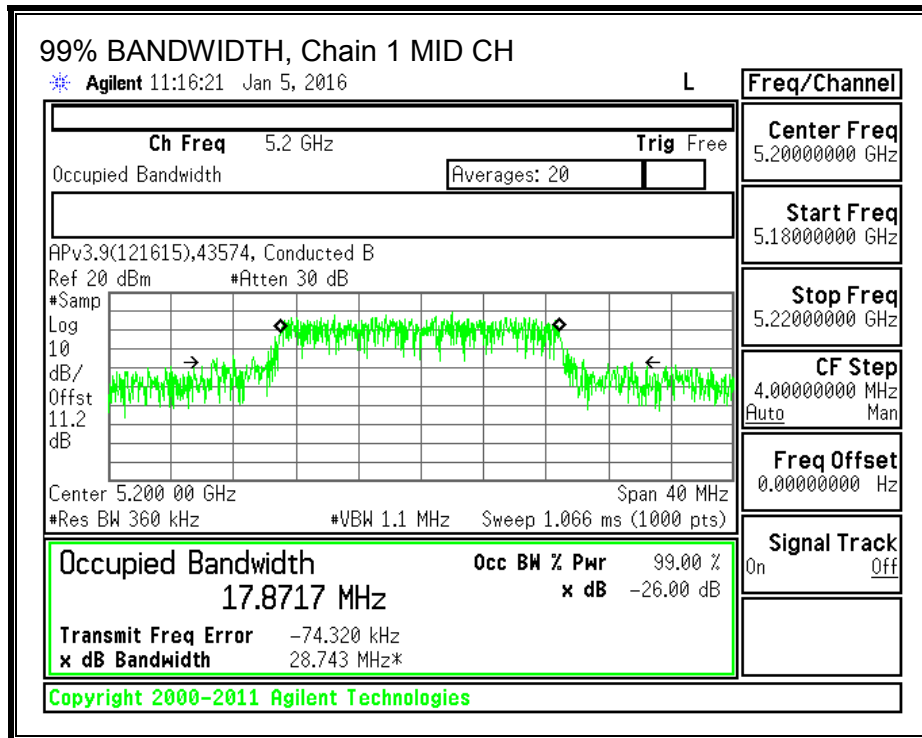 99% BANDWIDTH, Chain 1 MID CH
Agilent 11:16:21 Jan 5, 2016 L
Freq/Channel
Ch Freq 5.2 GHz Trig Free
Occupied Bandwidth Averages: 20
APv3.9(121615),43574, Conducted B
Ref 20 dBm #Atten 30 dB
#Samp
Log
10
dB/
Offst
11.2
dB
Center 5.200 00 GHz Span 40 MHz
#Res BW 360 kHz #VBW 1.1 MHz Sweep 1.066 ms (1000 pts)
Occupied Bandwidth Occ BW % Pwr 99.00 %
17.8717 MHz x dB -26.00 dB
Transmit Freq Error -74.320 kHz
x dB Bandwidth 28.743 MHz*
Copyright 2000-2011 Agilent Technologies
Center Freq
5.20000000 GHz
Start Freq
5.18000000 GHz
Stop Freq
5.22000000 GHz
CF Step
4.00000000 MHz
Auto Man
Freq Offset
0.00000000 Hz
Signal Track
On Off